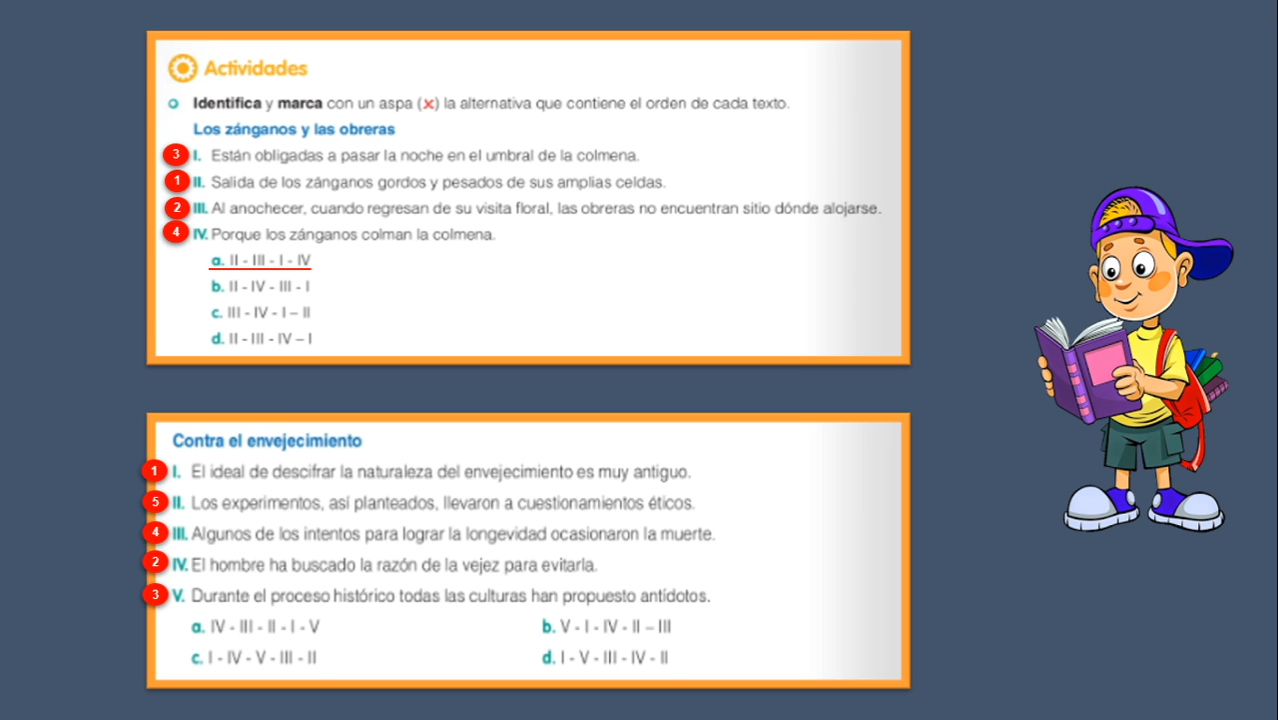 Actividades
Identifica y marca con un aspa (x) la alternativa que contiene el orden de cada texto.
Los zánganos y las obreras
3 I. Están obligadas a pasar la noche en el umbral de la colmena.
1 II. Salida de los zánganos gordos y pesados de sus amplias celdas.
2 III. Al anochecer, cuando regresan de su visita floral, las obreras no encuentran sitio dónde alojarse.
4 IV. Porque los zánganos colman la colmena.
a. II - III - I - IV
b. II - IV - III - I
c. III - IV - I – II
d. II - III - IV – I
Contra el envejecimiento
1 I. El ideal de descifrar la naturaleza del envejecimiento es muy antiguo.
5 II. Los experimentos, así planteados, llevaron a cuestionamientos éticos.
4 III. Algunos de los intentos para lograr la longevidad ocasionaron la muerte.
2 IV. El hombre ha buscado la razón de la vejez para evitarla.
3 V. Durante el proceso histórico todas las culturas han propuesto antídotos.
a. IV - III - II - I - V b. V - I - IV - II – III
c. I - IV - V - III - II d. I - V - III - IV - II